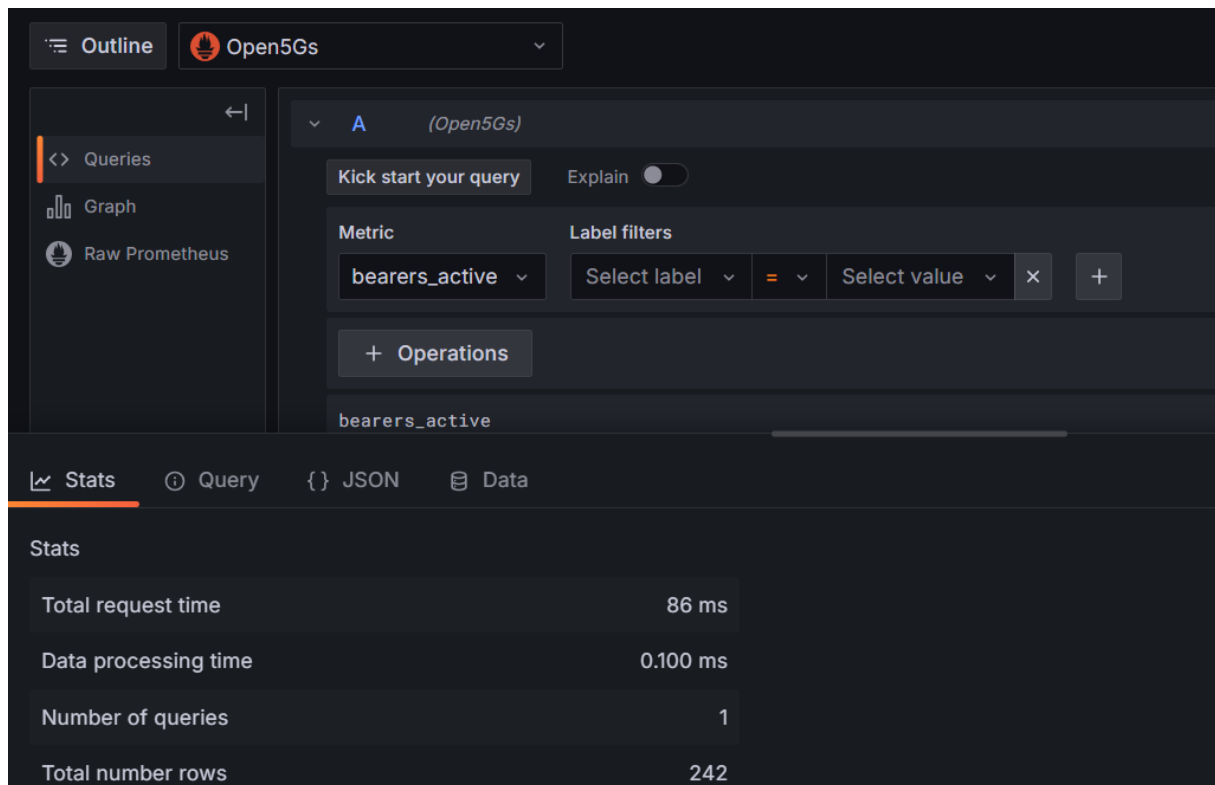 Outline Open5Gs
A (Open5Gs)
Queries
Kick start your query Explain
Graph
Metric Label filters
Raw Prometheus
bearers_active Select label = Select value
+ Operations
bearers_active
Stats Query {} JSON Data
Stats
Total request time 86 ms
Data processing time 0.100 ms
Number of queries 1
Total number rows 242